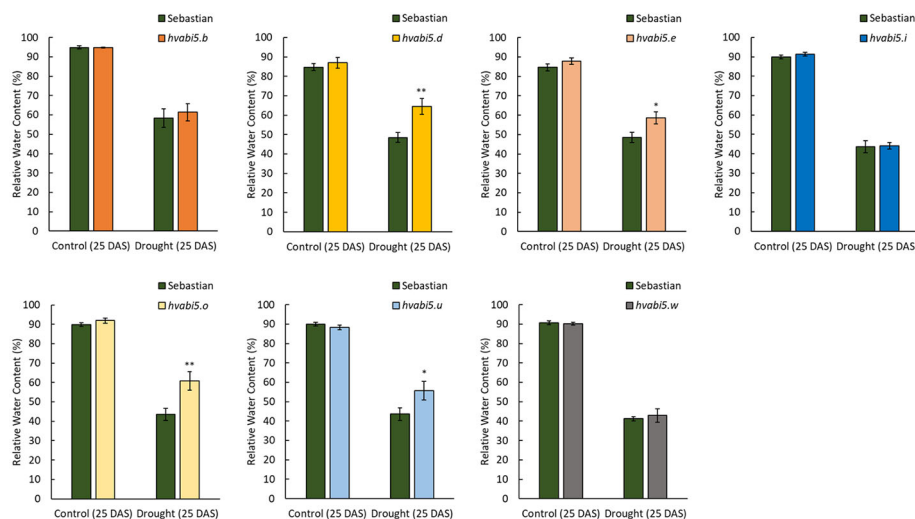 Sebastian
hvabi5.b
Relative Water Content (%)
100
90
80
70
60
50
40
30
20
10
0
Control (25 DAS) Drought (25 DAS)
Sebastian
hvabi5.d
Relative Water Content (%)
100
90
80
70
60
50
40
30
20
10
0
**
Control (25 DAS) Drought (25 DAS)
Sebastian
hvabi5.e
Relative Water Content (%)
100
90
80
70
60
50
40
30
20
10
0
*
Control (25 DAS) Drought (25 DAS)
Sebastian
hvabi5.i
Relative Water Content (%)
100
90
80
70
60
50
40
30
20
10
0
Control (25 DAS) Drought (25 DAS)
Sebastian
hvabi5.o
Relative Water Content (%)
100
90
80
70
60
50
40
30
20
10
0
**
Control (25 DAS) Drought (25 DAS)
Sebastian
hvabi5.u
Relative Water Content (%)
100
90
80
70
60
50
40
30
20
10
0
*
Control (25 DAS) Drought (25 DAS)
Sebastian
hvabi5.w
Relative Water Content (%)
100
90
80
70
60
50
40
30
20
10
0
Control (25 DAS) Drought (25 DAS)